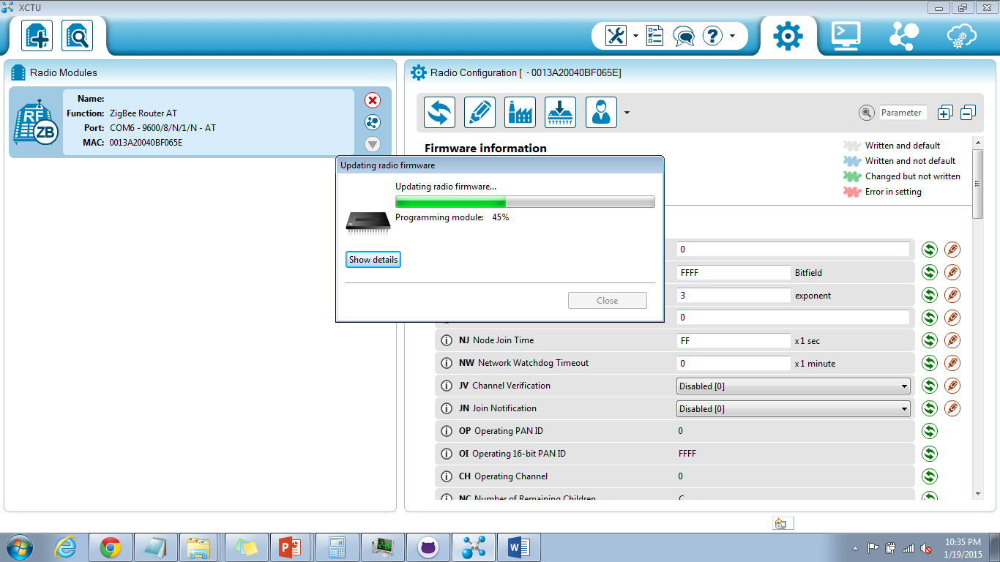 XCTU
Radio Modules
RF
ZB
Name:
Function: ZigBee Router AT
Port: COM6 - 9600/8/N/1/N - AT
MAC: 0013A20040BF065E
Radio Configuration [ - 0013A20040BF065E]
Parameter
Firmware information
Written and default
Written and not default
Changed but not written
Error in setting
Updating radio firmware
Updating radio firmware...
Programming module: 45%
Show details
Close
0
FFFF Bitfield
3 exponent
0
NJ Node Join Time FF x 1 sec
NW Network Watchdog Timeout 0 x 1 minute
JV Channel Verification Disabled [0]
JN Join Notification Disabled [0]
OP Operating PAN ID 0
OI Operating 16-bit PAN ID FFFF
CH Operating Channel 0
NC Number of Remaining Children C
10:35 PM
1/19/2015